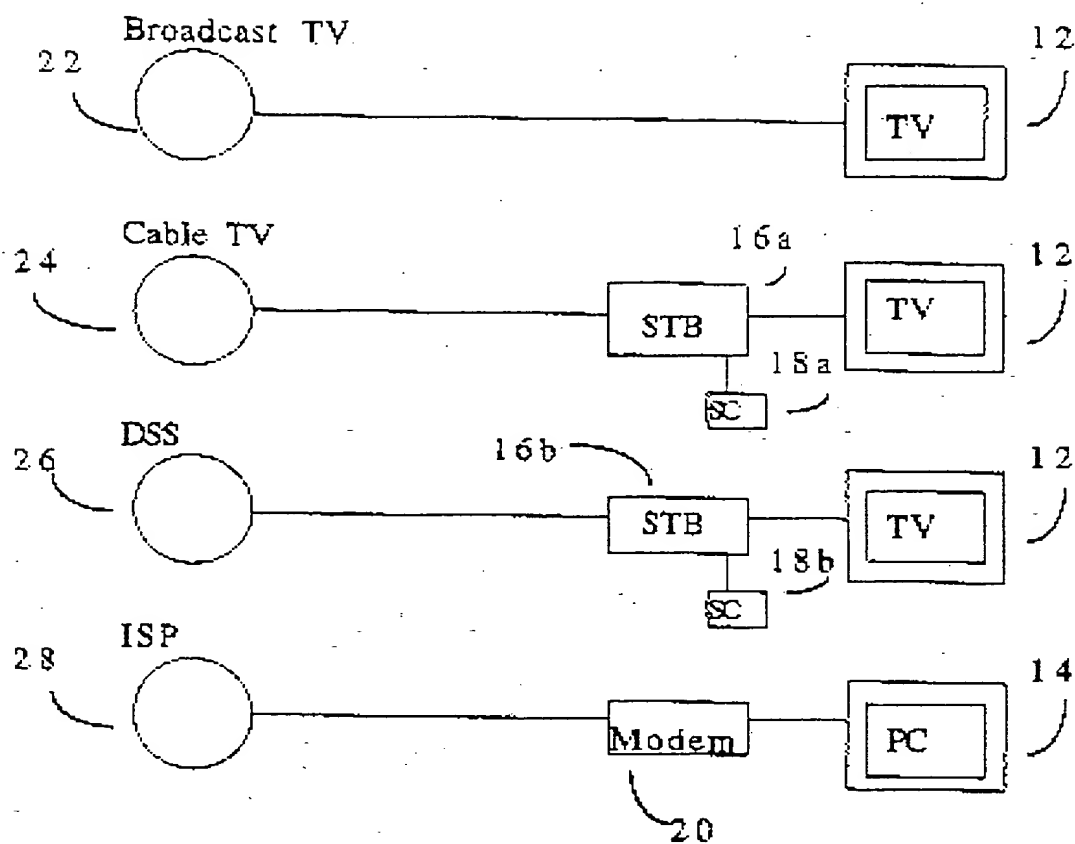 Broadcast TV
22
12
TV
Cable TV
24
16a
12
STB
TV
18a
SC
DSS
26
16b
12
STB
TV
18b
SC
ISP
28
14
Modem
PC
20